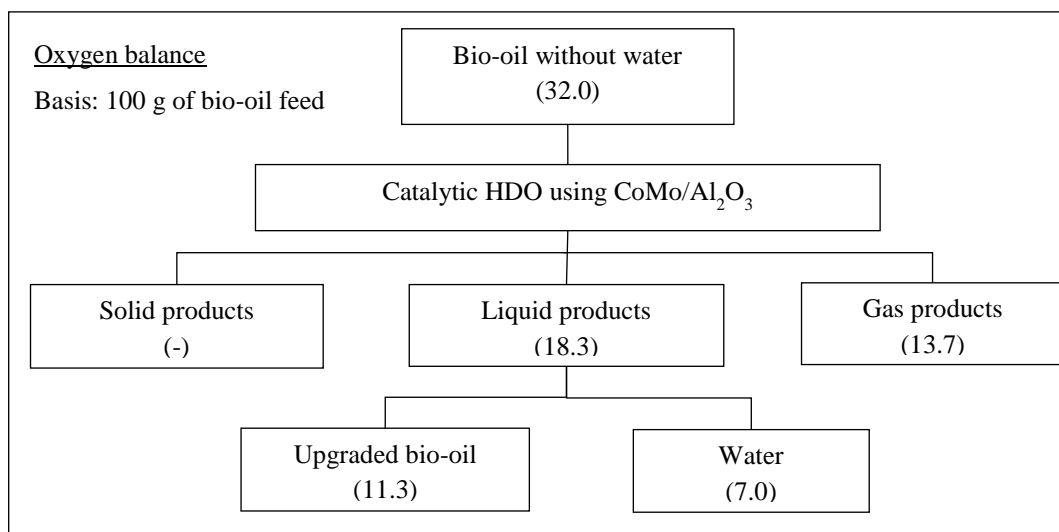 Oxygen balance
Basis: 100 g of bio-oil feed
Bio-oil without water
(32.0)
Catalytic HDO using CoMo/Al₂O₃
Solid products
(-)
Liquid products
(18.3)
Gas products
(13.7)
Upgraded bio-oil
(11.3)
Water
(7.0)